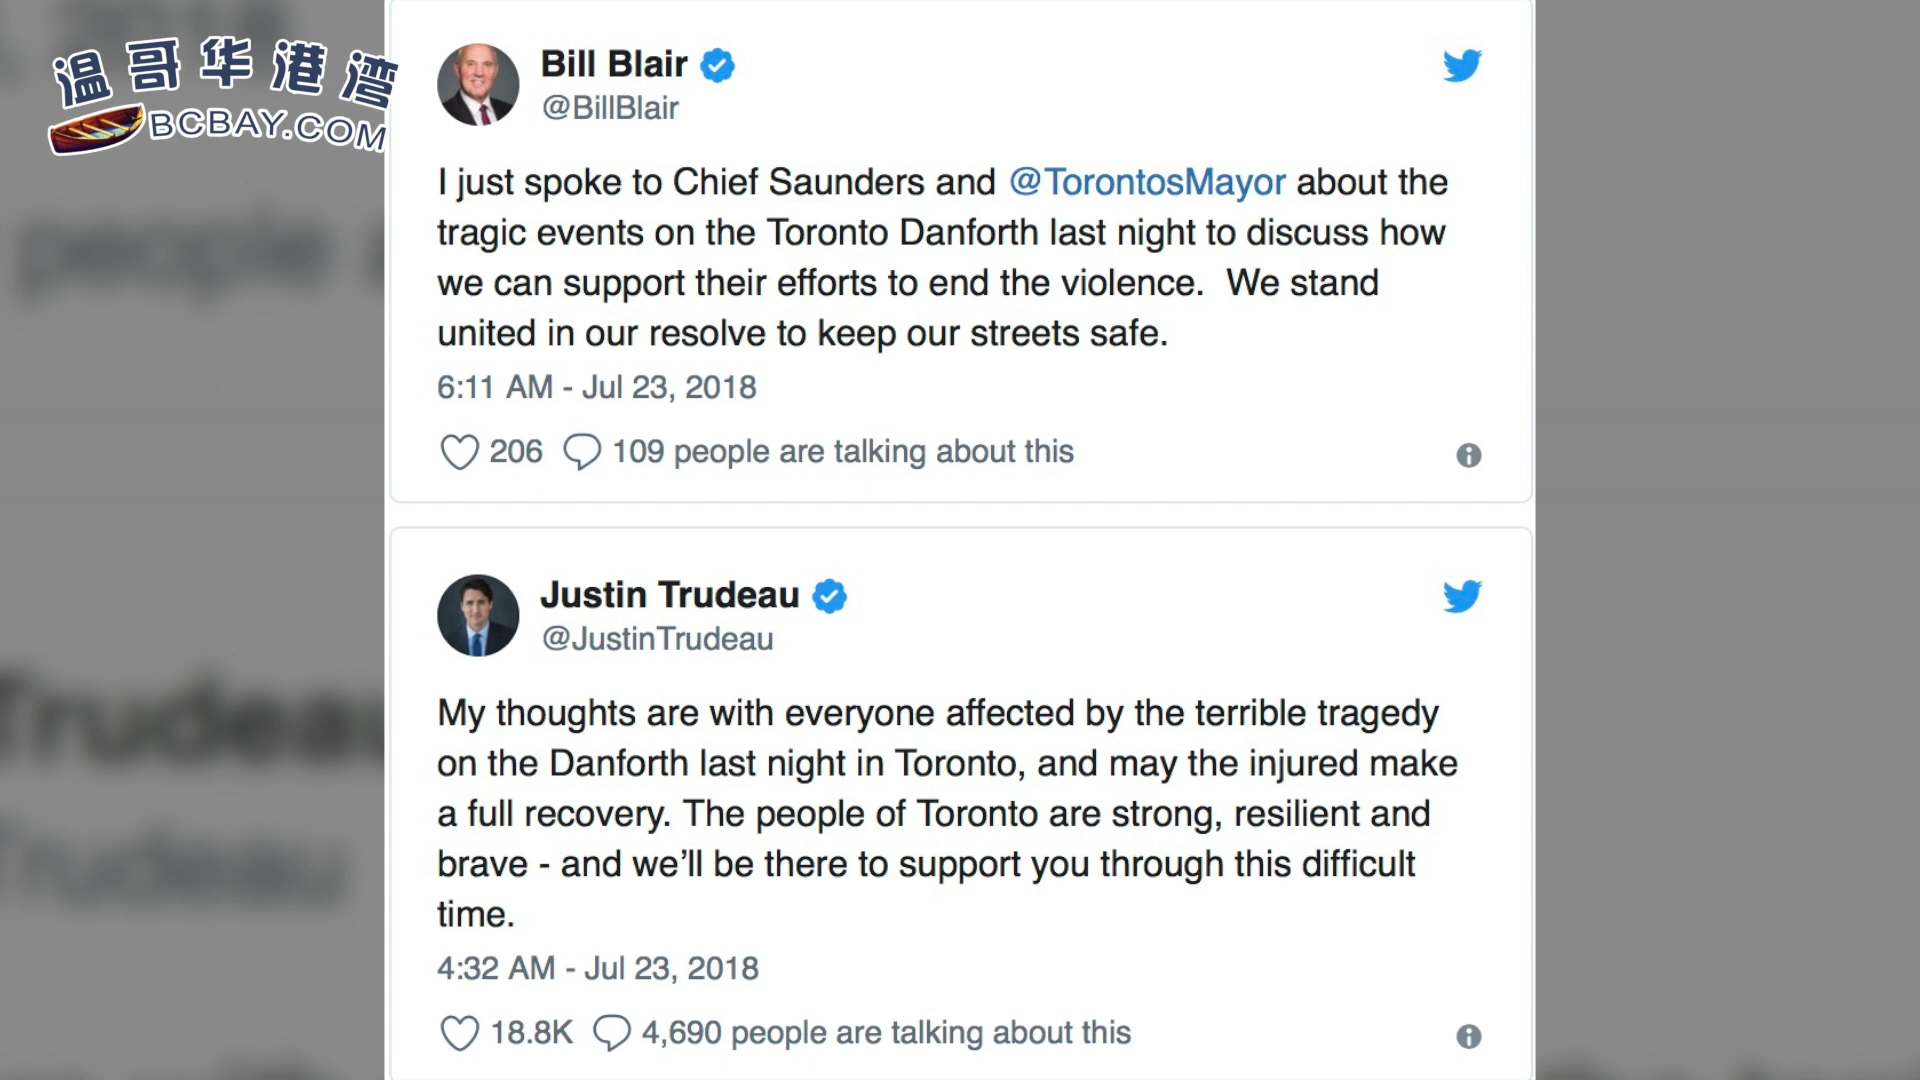 温哥华港湾
BCBAY.COM
Bill Blair
@BillBlair
I just spoke to Chief Saunders and @TorontosMayor about the
tragic events on the Toronto Danforth last night to discuss how
we can support their efforts to end the violence.  We stand
united in our resolve to keep our streets safe.
6:11 AM - Jul 23, 2018
206 109 people are talking about this
Justin Trudeau
@JustinTrudeau
My thoughts are with everyone affected by the terrible tragedy
on the Danforth last night in Toronto, and may the injured make
a full recovery. The people of Toronto are strong, resilient and
brave - and we’ll be there to support you through this difficult
time.
4:32 AM - Jul 23, 2018
18.8K 4,690 people are talking about this
people
Trudeau
Trudeau